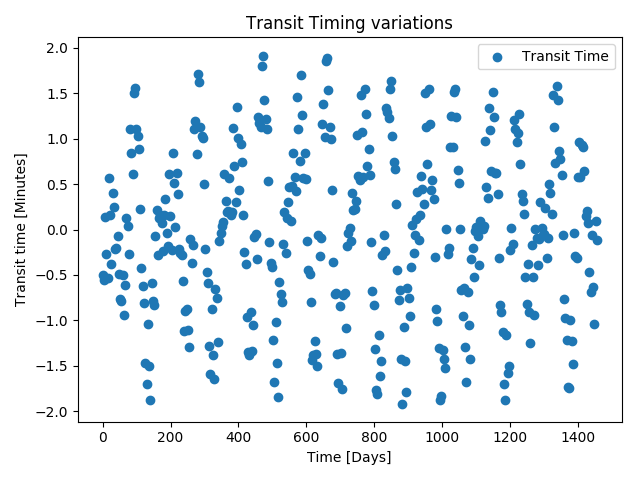 Transit Timing variations
2.0
1.5
1.0
0.5
0.0
−0.5
−1.0
−1.5
−2.0
Transit time [Minutes]
Transit Time
0 200 400 600 800 1000 1200 1400
Time [Days]